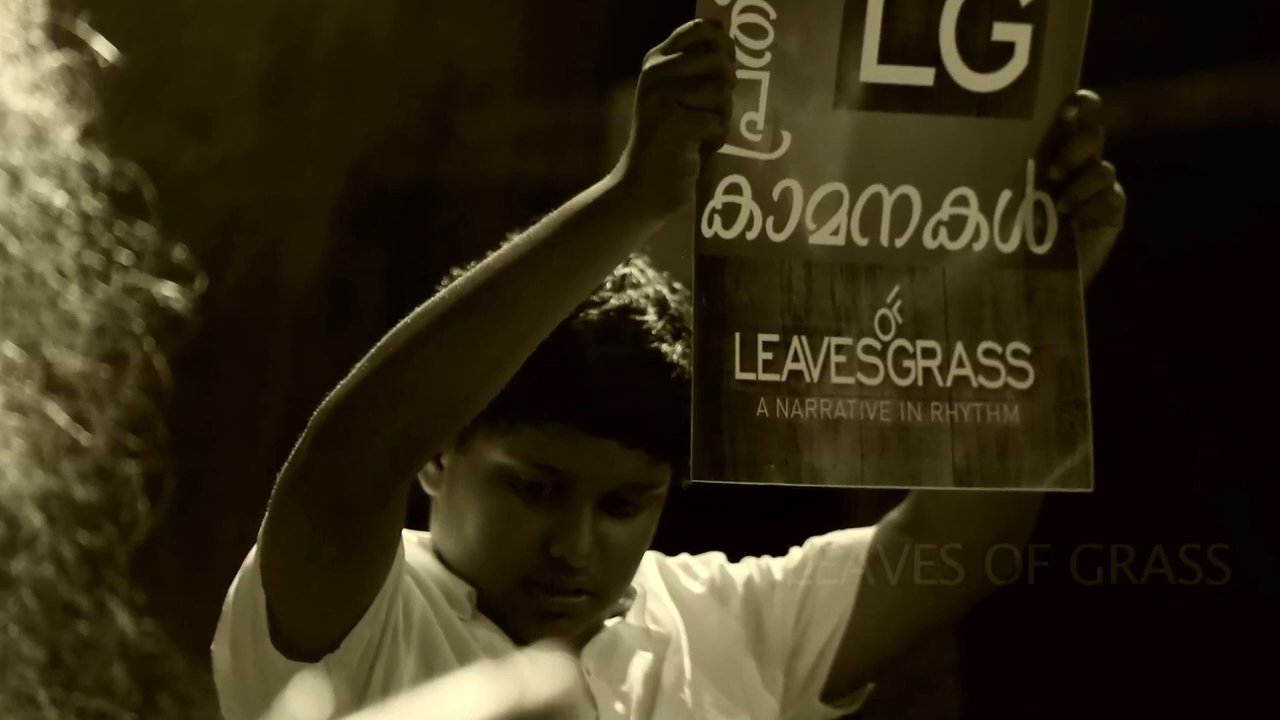 LG
കാമനകൾ
LEAVES OF GRASS
A NARRATIVE IN RHYTHM
LEAVES OF GRASS